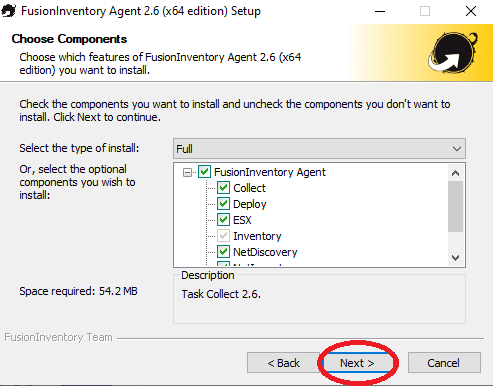 FusionInventory Agent 2.6 (x64 edition) Setup
Choose Components
Choose which features of FusionInventory Agent 2.6 (x64
edition) you want to install.
Check the components you want to install and uncheck the components you don't want to
install. Click Next to continue.
Select the type of install:
Full
Or, select the optional
components you wish to
install:
FusionInventory Agent
Collect
Deploy
ESX
Inventory
NetDiscovery
Description
Space required: 54.2 MB
Task Collect 2.6.
FusionInventory Team
< Back
Next >
Cancel